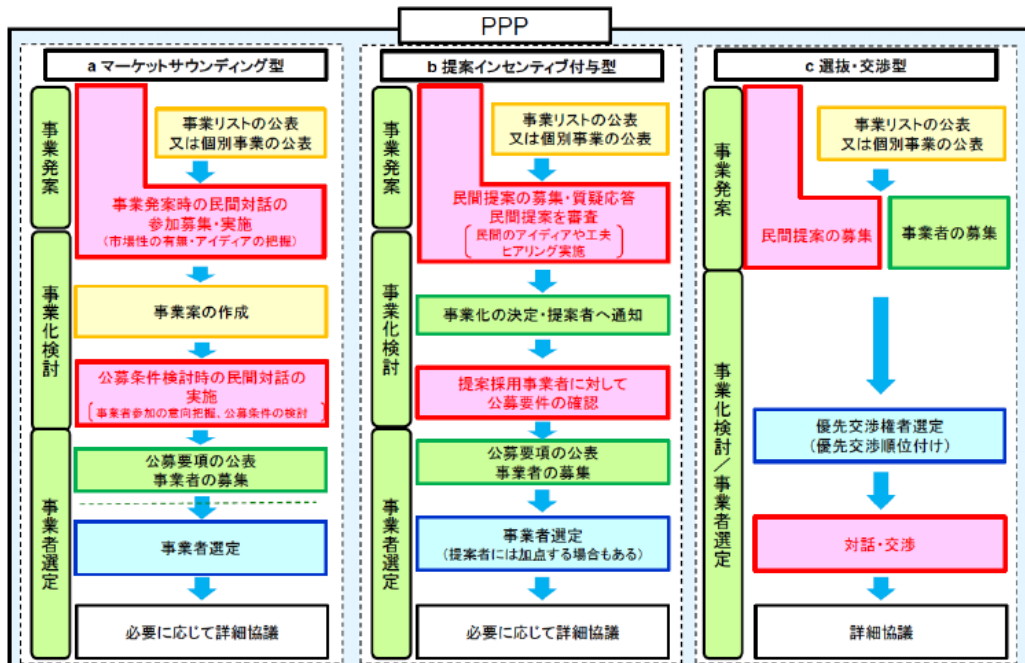 PPP
a マーケットサウンディング型
事業発案
事業リストの公表
又は個別事業の公表
事業発案時の民間対話の
参加募集・実施
(市場性の有無・アイディアの把握)
事業化検討
事業案の作成
公募条件検討時の民間対話の
実施
事業者参加の意向把握、公募条件の検討
事業者選定
公募要項の公表
事業者の募集
事業者選定
必要に応じて詳細協議
b 提案インセンティブ付与型
事業発案
事業リストの公表
又は個別事業の公表
民間提案の募集・質疑応答
民間提案を審査
民間のアイディアや工夫
ヒアリング実施
事業化検討
事業化の決定・提案者へ通知
提案採用事業者に対して
公募要件の確認
事業者選定
公募要項の公表
事業者の募集
事業者選定
(提案者には加点する場合もある)
必要に応じて詳細協議
c 選抜・交渉型
事業発案
事業リストの公表
又は個別事業の公表
民間提案の募集
事業者の募集
事業化検討/事業者選定
優先交渉権者選定
(優先交渉順位付け)
対話・交渉
詳細協議